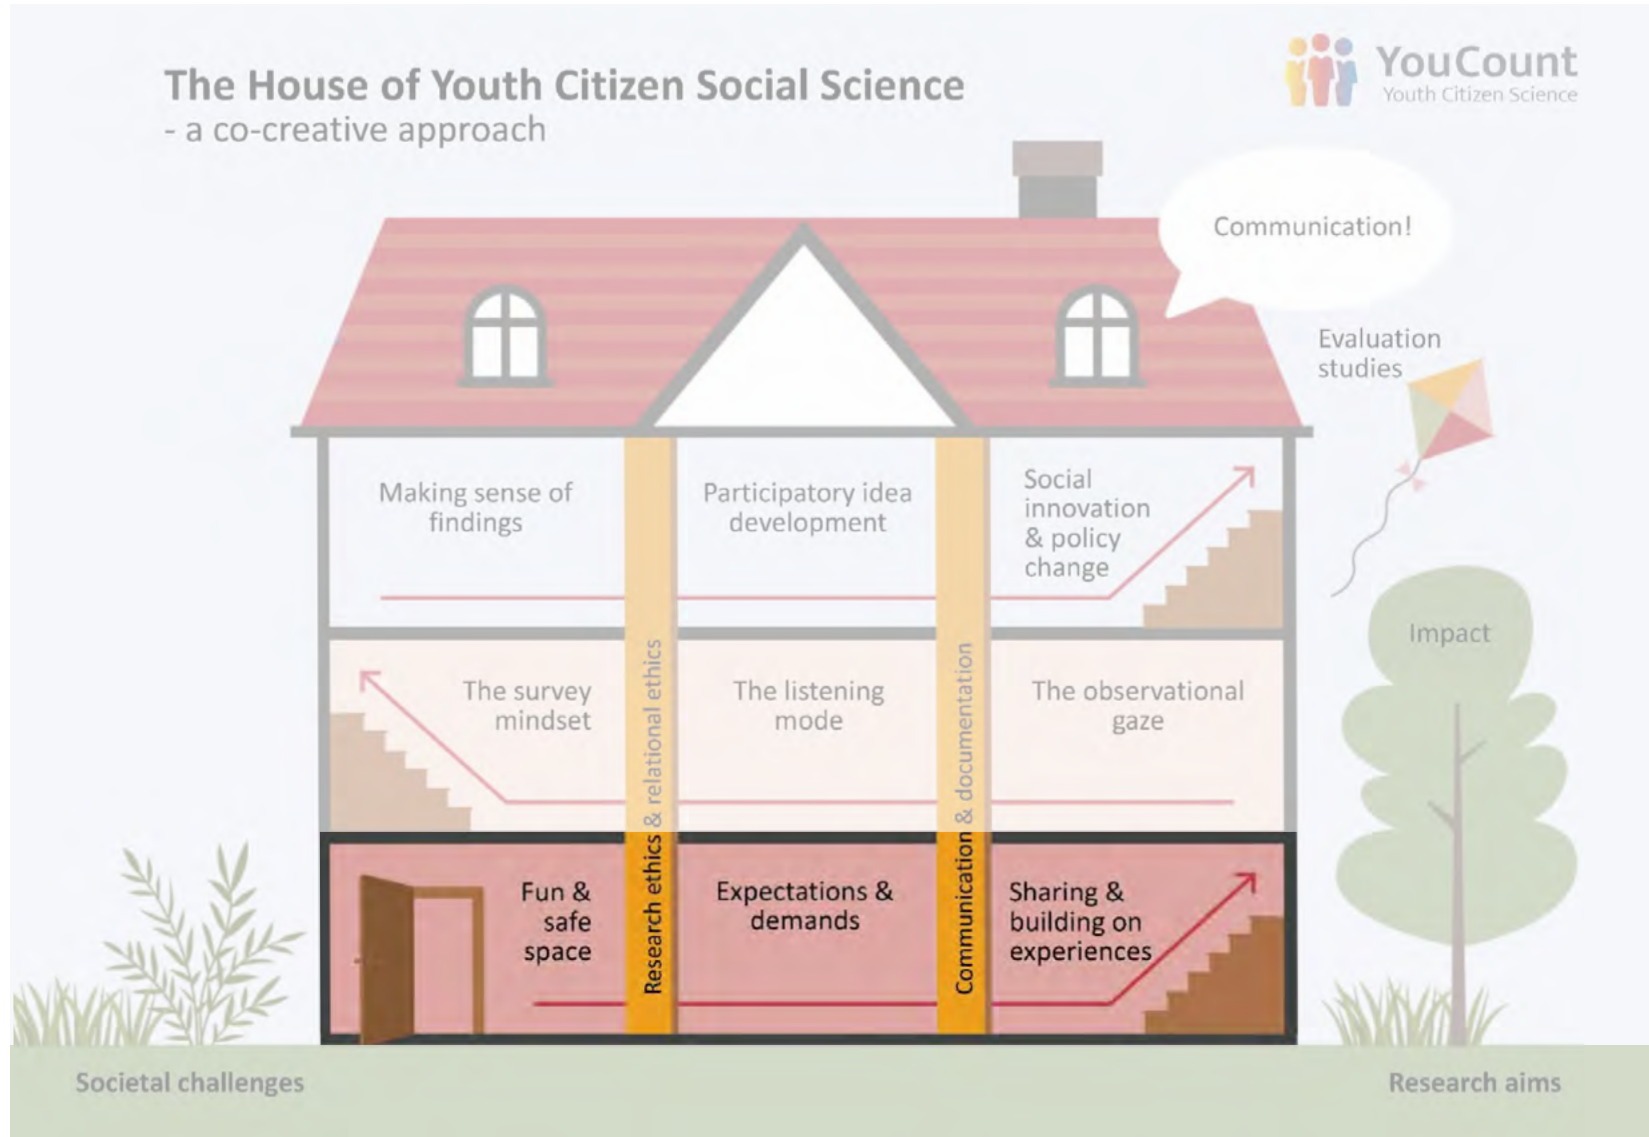 The House of Youth Citizen Social Science
- a co-creative approach
YouCount
Youth Citizen Science
Communication!
Evaluation
studies
Making sense of
findings
Participatory idea
development
Social
innovation
& policy
change
Impact
The survey
mindset
The listening
mode
The observational
gaze
Research ethics & relational ethics
Communication & documentation
Fun &
safe
space
Expectations &
demands
Sharing &
building on
experiences
Societal challenges
Research aims